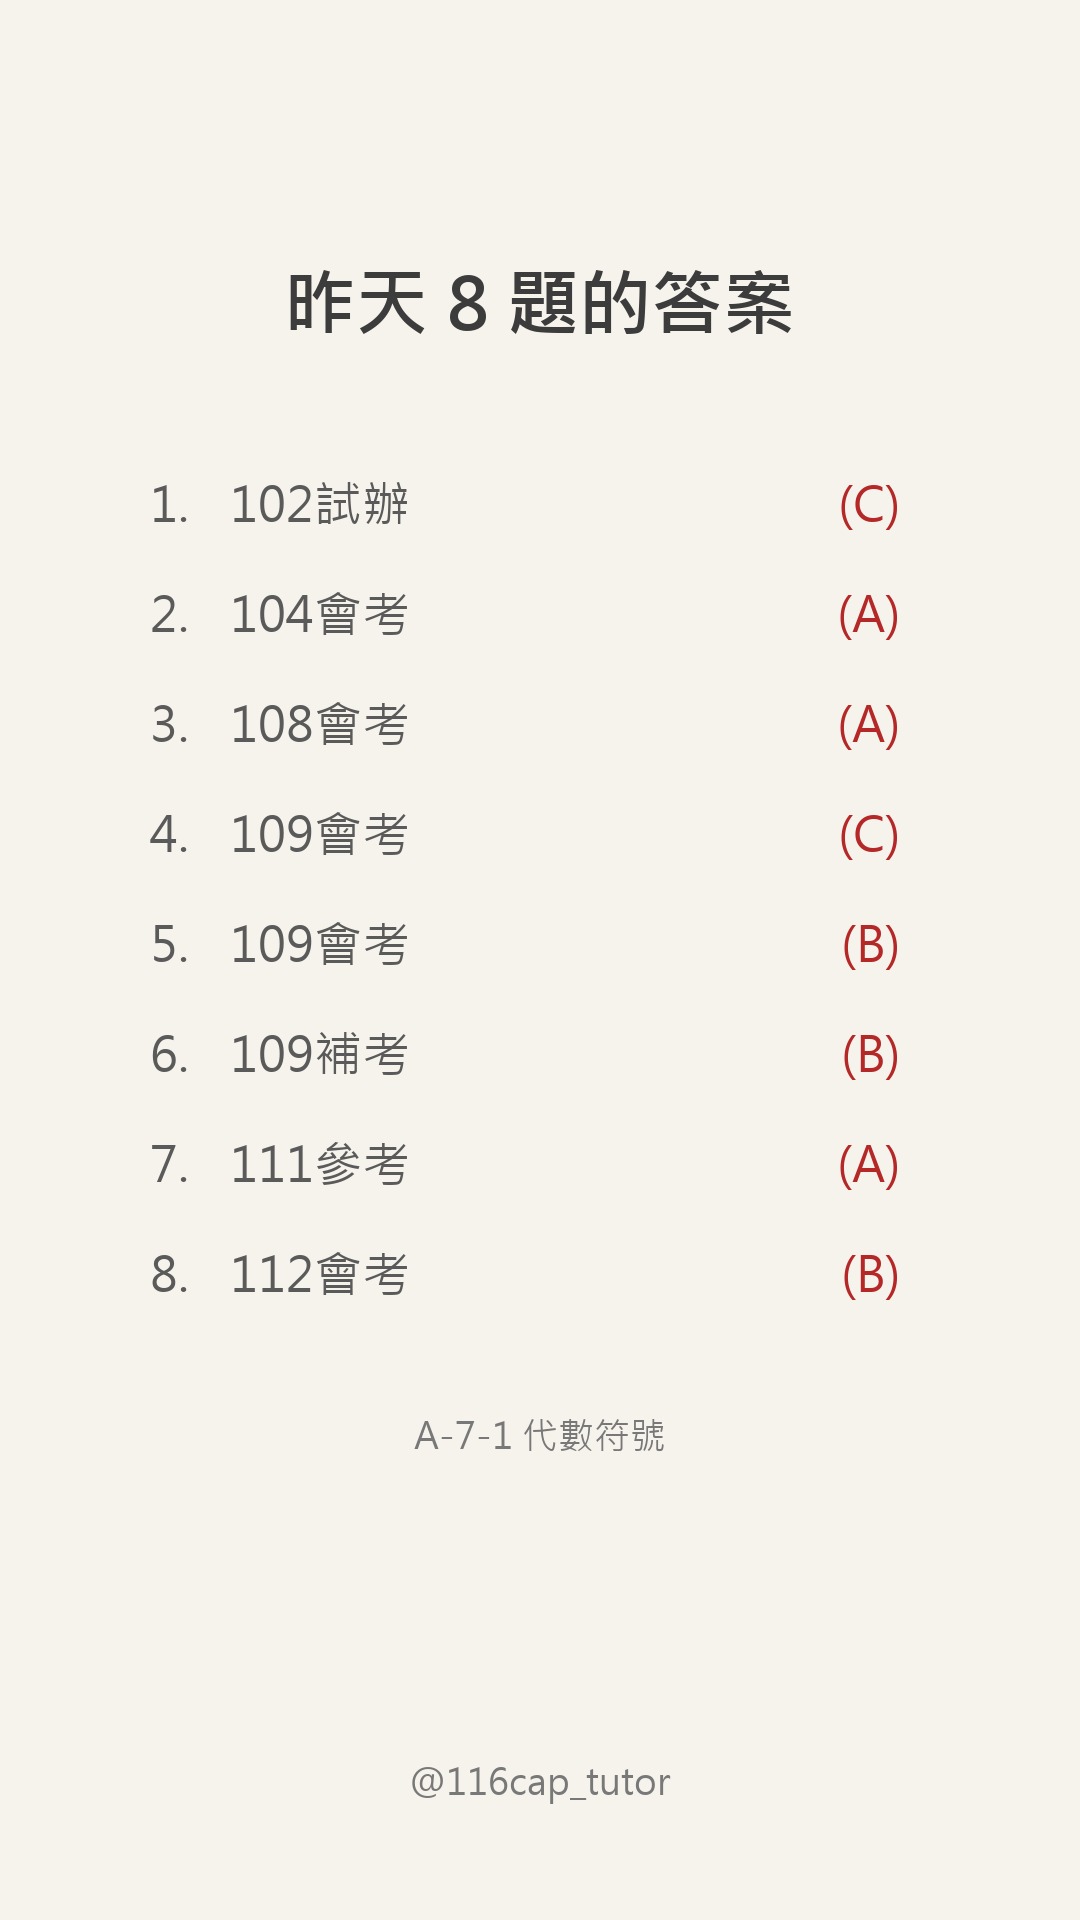 昨天 8 題的答案
1. 102試辦 (C)
2. 104會考 (A)
3. 108會考 (A)
4. 109會考 (C)
5. 109會考 (B)
6. 109補考 (B)
7. 111參考 (A)
8. 112會考 (B)
A-7-1 代數符號
@116cap_tutor